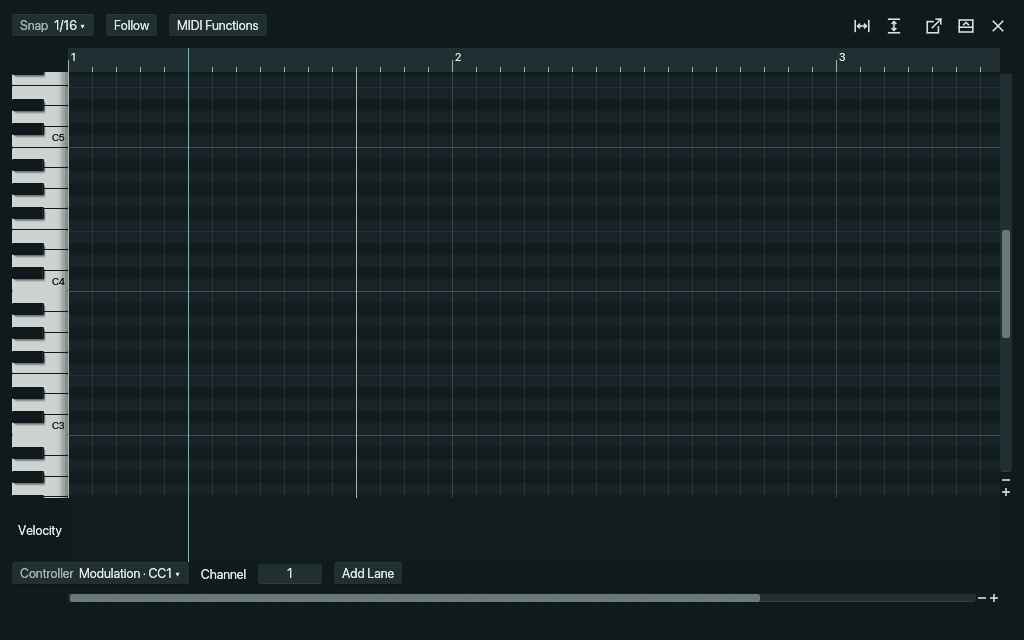 Snap 1/16 Follow MIDI Functions
1 2 3
C5
C4
C3
Velocity
Controller Modulation · CC1 Channel 1 Add Lane